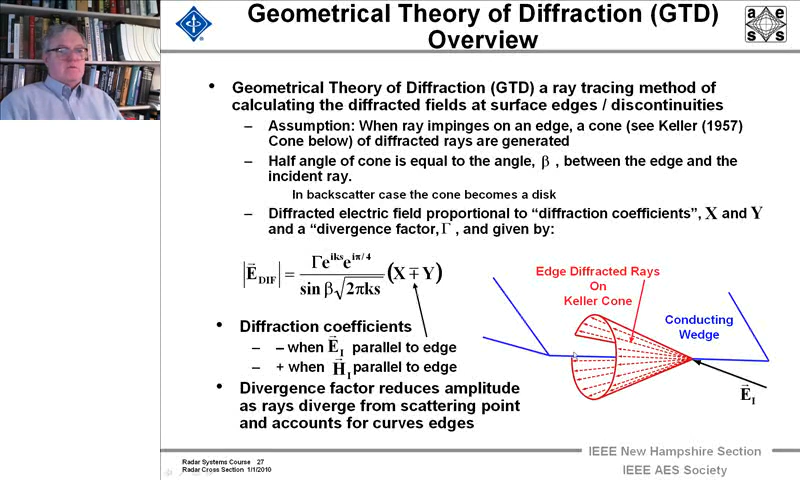 Geometrical Theory of Diffraction (GTD)
Overview
a e
s s
• Geometrical Theory of Diffraction (GTD) a ray tracing method of
calculating the diffracted fields at surface edges / discontinuities
– Assumption: When ray impinges on an edge, a cone (see Keller (1957)
Cone below) of diffracted rays are generated
– Half angle of cone is equal to the angle, β , between the edge and the
incident ray.
In backscatter case the cone becomes a disk
– Diffracted electric field proportional to “diffraction coefficients”, X and Y
and a “divergence factor, Γ , and given by:
|E⃗_DIF| = Γe^{iks}e^{iπ/4} / (sin β √(2πks)) (X ∓ Y)
Edge Diffracted Rays
On
Keller Cone
Conducting
Wedge
E⃗_I
• Diffraction coefficients
– – when E⃗_I parallel to edge
– + when H⃗_I parallel to edge
• Divergence factor reduces amplitude
as rays diverge from scattering point
and accounts for curves edges
Radar Systems Course 27
Radar Cross Section 1/1/2010
IEEE New Hampshire Section
IEEE AES Society